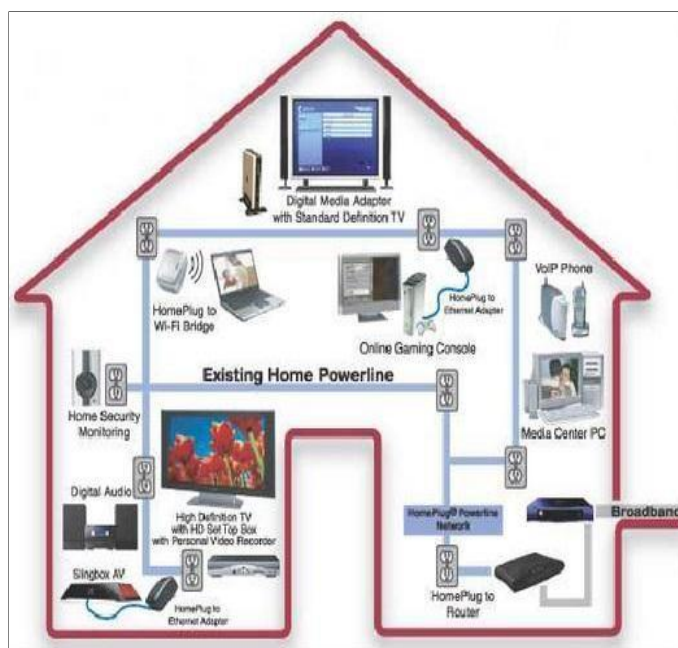 Digital Media Adapter
with Standard Definition TV
HomePlug to
Wi-Fi Bridge
HomePlug to
Ethernet Adapter
Online Gaming Console
VoIP Phone
Existing Home Powerline
Home Security
Monitoring
Media Center PC
Digital Audio
High Definition TV
with HD Set Top Box
with Personal Video Recorder
HomePlug® Powerline
Network
Broadband
Slingbox AV
HomePlug to
Ethernet Adapter
HomePlug to
Router